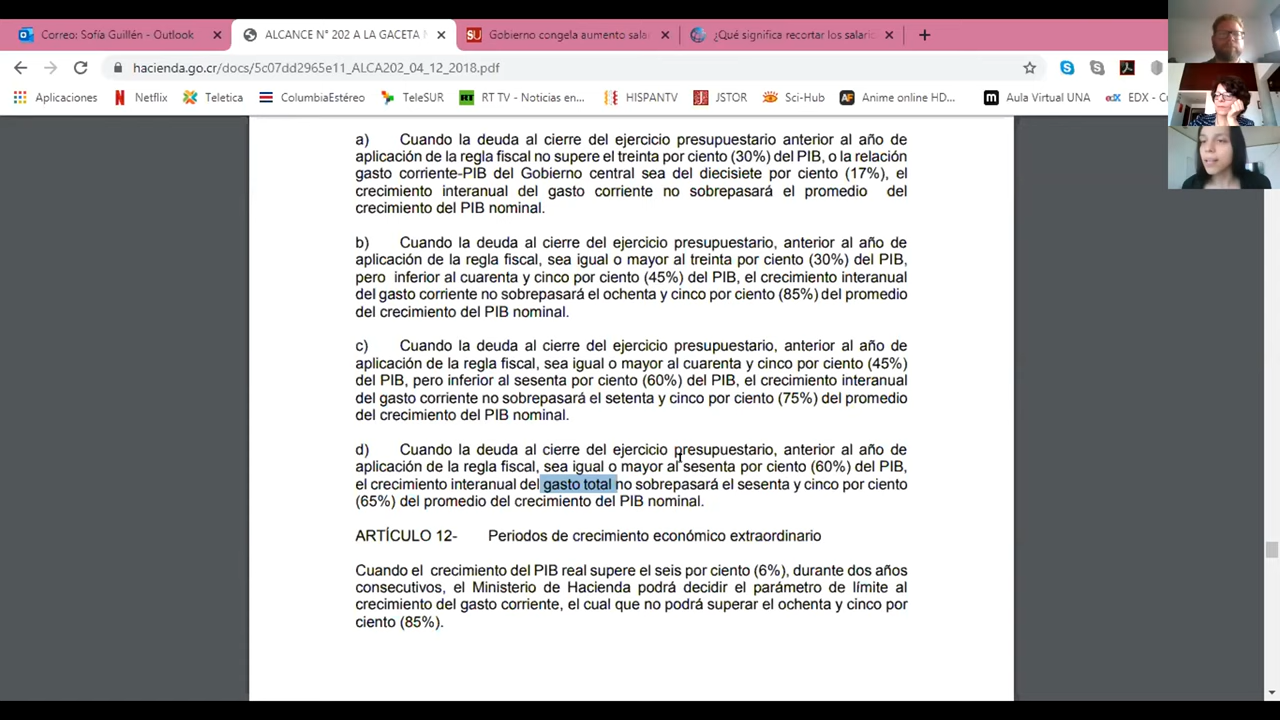 Correo: Sofía Guillén - Outlook
ALCANCE N° 202 A LA GACETA M
Gobierno congela aumento sala
¿Qué significa recortar los salario
hacienda.go.cr/docs/5c07dd2965e11_ALCA202_04_12_2018.pdf
Aplicaciones
Netflix
Teletica
ColumbiaEstéreo
TeleSUR
RT TV - Noticias en...
HISPANTV
JSTOR
Sci-Hub
Anime online HD...
Aula Virtual UNA
EDX - C
a) Cuando la deuda al cierre del ejercicio presupuestario anterior al año de
aplicación de la regla fiscal no supere el treinta por ciento (30%) del PIB, o la relación
gasto corriente-PIB del Gobierno central sea del diecisiete por ciento (17%), el
crecimiento interanual del gasto corriente no sobrepasará el promedio del
crecimiento del PIB nominal.
b) Cuando la deuda al cierre del ejercicio presupuestario, anterior al año de
aplicación de la regla fiscal, sea igual o mayor al treinta por ciento (30%) del PIB,
pero inferior al cuarenta y cinco por ciento (45%) del PIB, el crecimiento interanual
del gasto corriente no sobrepasará el ochenta y cinco por ciento (85%) del promedio
del crecimiento del PIB nominal.
c) Cuando la deuda al cierre del ejercicio presupuestario, anterior al año de
aplicación de la regla fiscal, sea igual o mayor al cuarenta y cinco por ciento (45%)
del PIB, pero inferior al sesenta por ciento (60%) del PIB, el crecimiento interanual
del gasto corriente no sobrepasará el setenta y cinco por ciento (75%) del promedio
del crecimiento del PIB nominal.
d) Cuando la deuda al cierre del ejercicio presupuestario, anterior al año de
aplicación de la regla fiscal, sea igual o mayor al sesenta por ciento (60%) del PIB,
el crecimiento interanual del gasto total no sobrepasará el sesenta y cinco por ciento
(65%) del promedio del crecimiento del PIB nominal.
ARTÍCULO 12- Periodos de crecimiento económico extraordinario
Cuando el crecimiento del PIB real supere el seis por ciento (6%), durante dos años
consecutivos, el Ministerio de Hacienda podrá decidir el parámetro de límite al
crecimiento del gasto corriente, el cual que no podrá superar el ochenta y cinco por
ciento (85%).